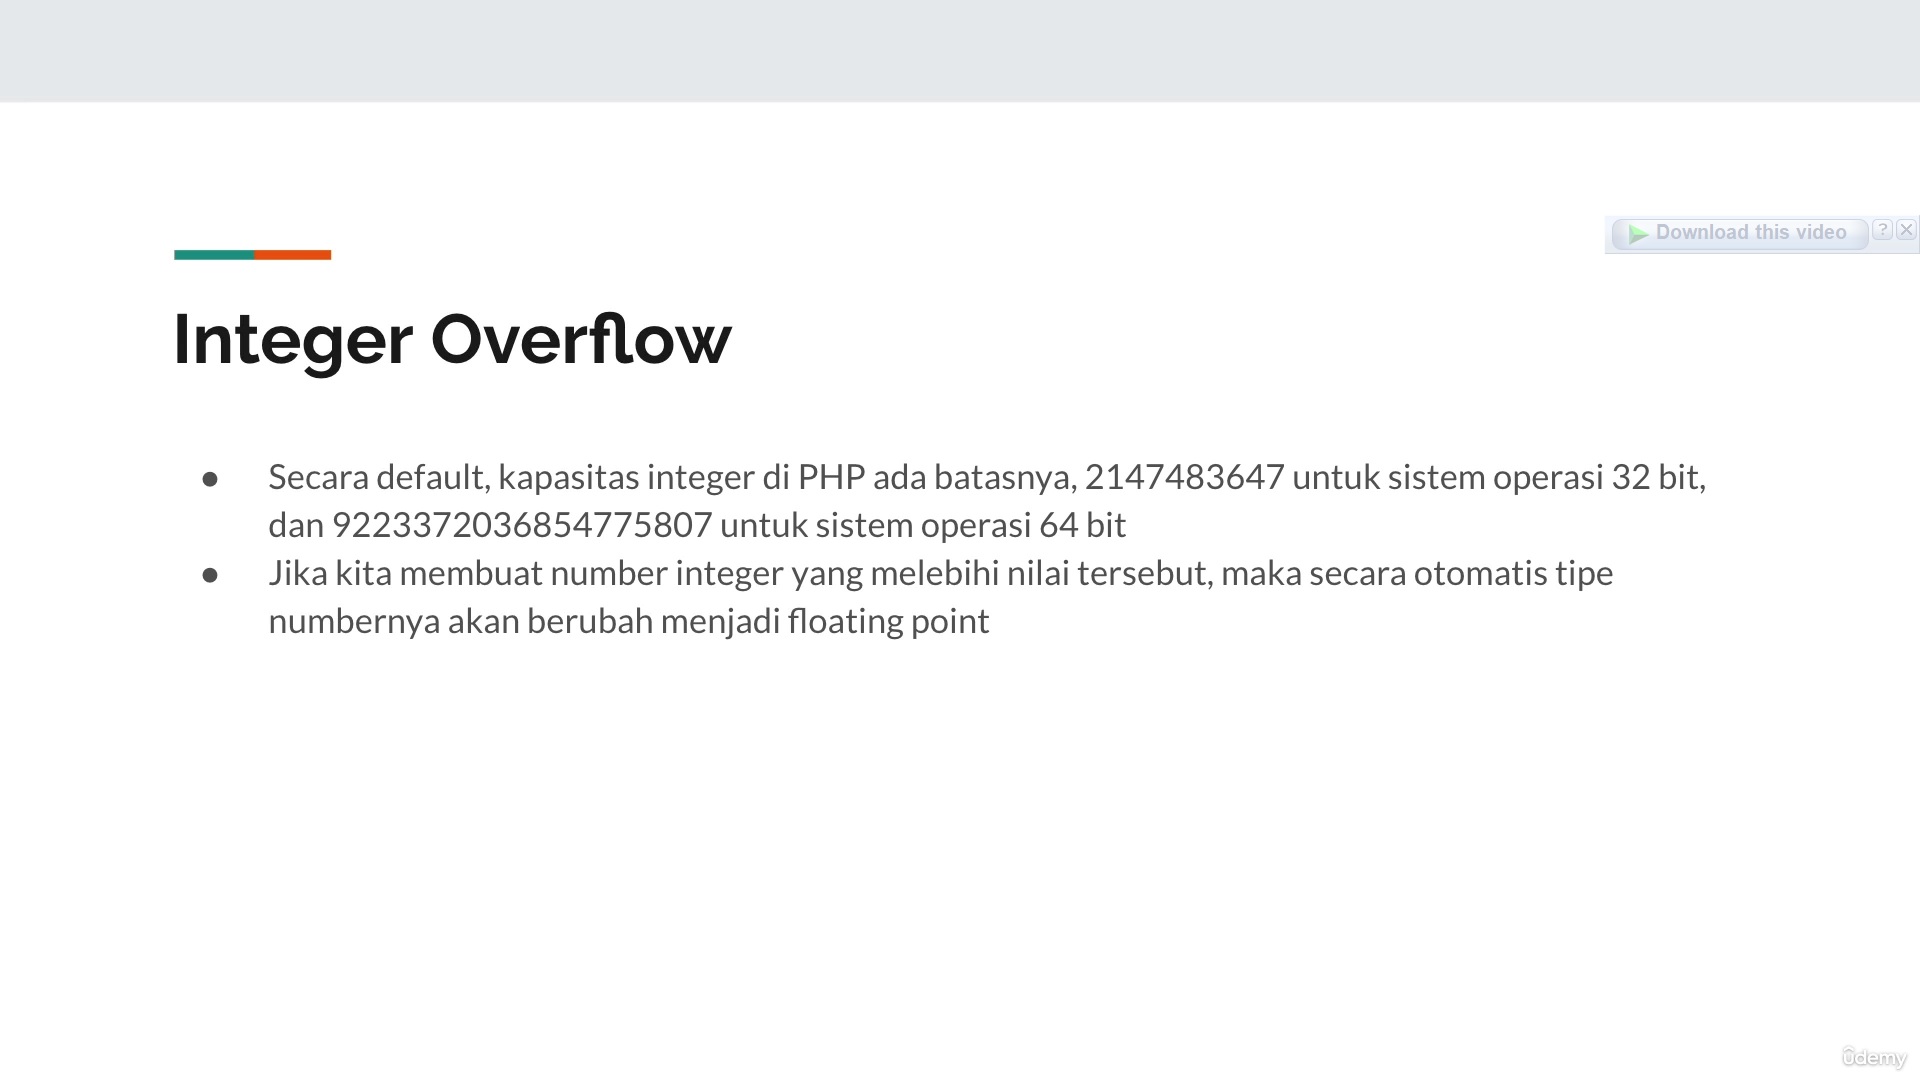 Download this video
?
Integer Overflow
● Secara default, kapasitas integer di PHP ada batasnya, 2147483647 untuk sistem operasi 32 bit,
dan 9223372036854775807 untuk sistem operasi 64 bit
● Jika kita membuat number integer yang melebihi nilai tersebut, maka secara otomatis tipe
numbernya akan berubah menjadi floating point
ûdemy